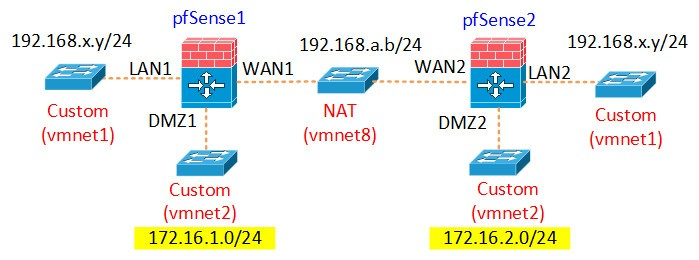 pfSense1
pfSense2
192.168.x.y/24
192.168.a.b/24
192.168.x.y/24
LAN1
WAN1
WAN2
LAN2
Custom
(vmnet1)
DMZ1
NAT
(vmnet8)
DMZ2
Custom
(vmnet1)
Custom
(vmnet2)
172.16.1.0/24
Custom
(vmnet2)
172.16.2.0/24